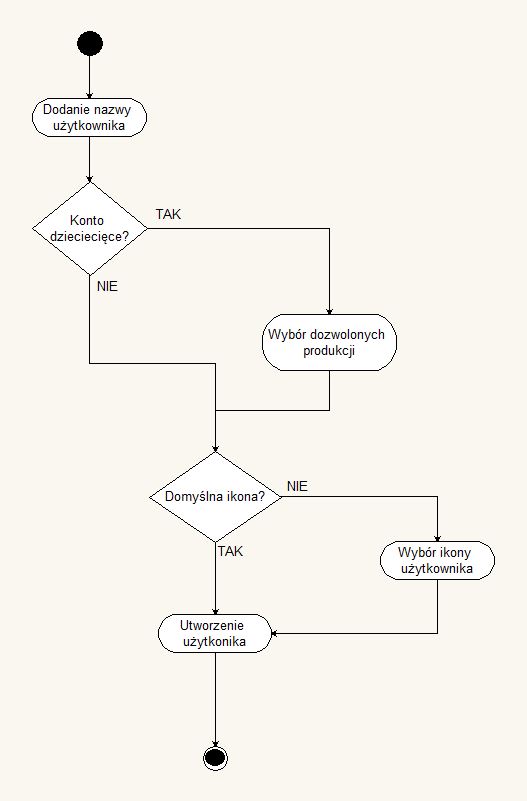 Dodanie nazwy
użytkownika
TAK
Konto
dzieciecięce?
NIE
Wybór dozwolonych
produkcji
Domyślna ikona?
NIE
TAK
Wybór ikony
użytkownika
Utworzenie
użytkonika